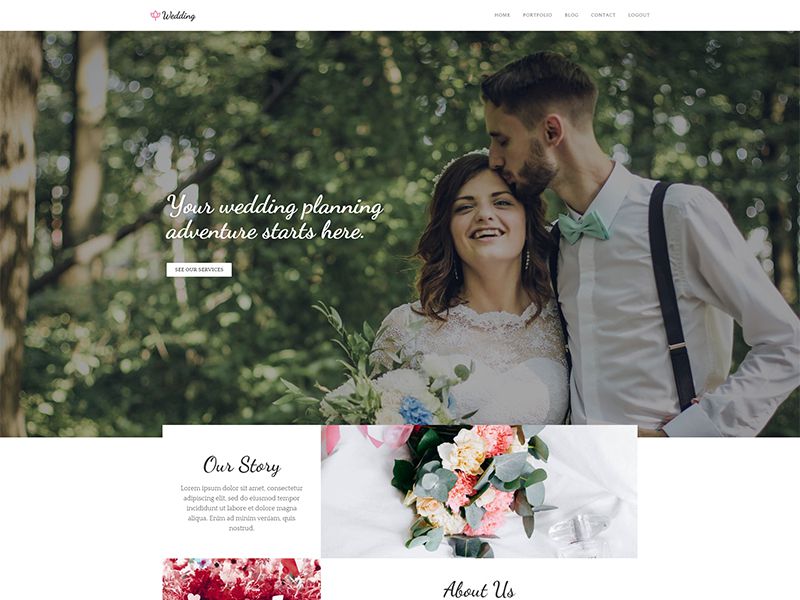 Wedding
HOME PORTFOLIO BLOG CONTACT LOGOUT
Your wedding planning
adventure starts here.
SEE OUR SERVICES
Our Story
Lorem ipsum dolor sit amet, consectetur
adipiscing elit, sed do eiusmod tempor
incididunt ut labore et dolore magna
aliqua. Enim ad minim veniam, quis
nostrud.
About Us